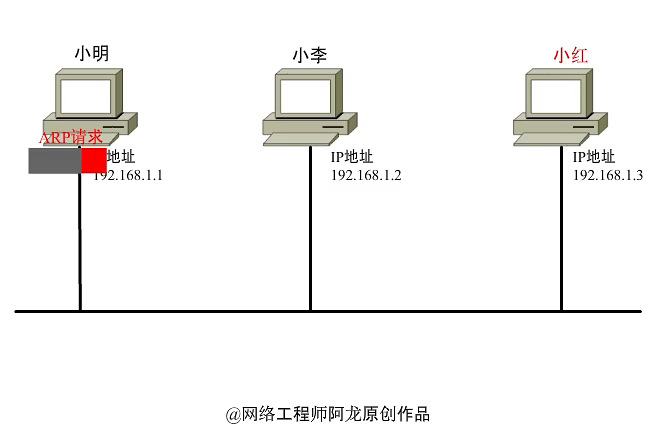 小明
小李
小红
ARP请求
地址
192.168.1.1
IP地址
192.168.1.2
IP地址
192.168.1.3
@网络工程师阿龙原创作品